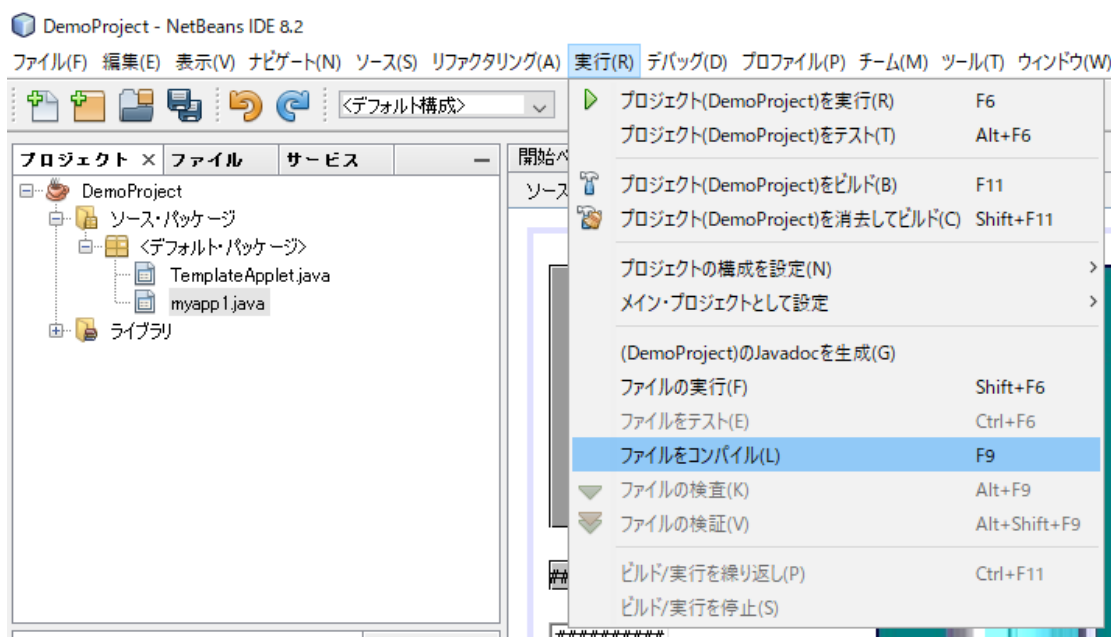 DemoProject - NetBeans IDE 8.2
ファイル(F) 編集(E) 表示(V) ナビゲート(N) ソース(S) リファクタリング(A) 実行(R) デバッグ(D) プロファイル(P) チーム(M) ツール(T) ウィンドウ(W)
<デフォルト構成>
プロジェクト ファイル サービス
DemoProject
ソース・パッケージ
<デフォルト・パッケージ>
TemplateApplet.java
myapp1.java
ライブラリ
開始ペ
ソース
##
##########
プロジェクト(DemoProject)を実行(R) F6
プロジェクト(DemoProject)をテスト(T) Alt+F6
プロジェクト(DemoProject)をビルド(B) F11
プロジェクト(DemoProject)を消去してビルド(C) Shift+F11
プロジェクトの構成を設定(N)
メイン・プロジェクトとして設定
(DemoProject)のJavadocを生成(G)
ファイルの実行(F) Shift+F6
ファイルをテスト(E) Ctrl+F6
ファイルをコンパイル(L) F9
ファイルの検査(K) Alt+F9
ファイルの検証(V) Alt+Shift+F9
ビルド/実行を繰り返し(P) Ctrl+F11
ビルド/実行を停止(S)